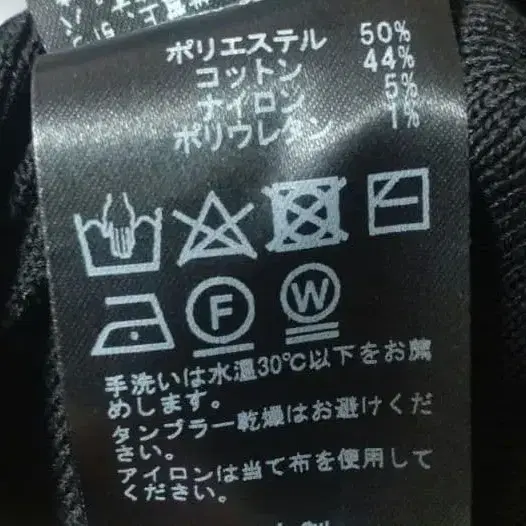 ポリエステル 50%
コットン 44%
ナイロン 5%
ポリウレタン 1%
F W
手洗いは水温30℃以下をお薦
めします。
タンブラー乾燥はお避けくだ
さい。
アイロンは当て布を使用して
ください。